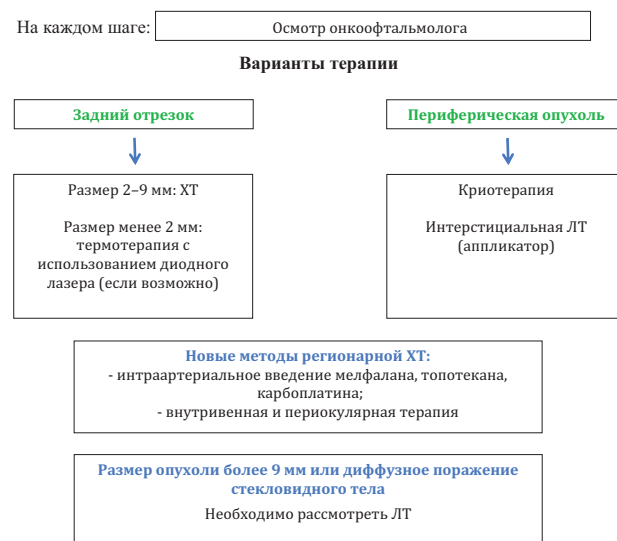 На каждом шаге: Осмотр онкоофтальмолога
Варианты терапии
Задний отрезок
Периферическая опухоль
Размер 2–9 мм: ХТ
Размер менее 2 мм:
термотерапия с
использованием диодного
лазера (если возможно)
Криотерапия
Интерстициальная ЛТ
(аппликатор)
Новые методы регионарной ХТ:
- интраартериальное введение мелфалана, топотекана,
карбоплатина;
- внутривенная и периокулярная терапия
Размер опухоли более 9 мм или диффузное поражение
стекловидного тела
Необходимо рассмотреть ЛТ